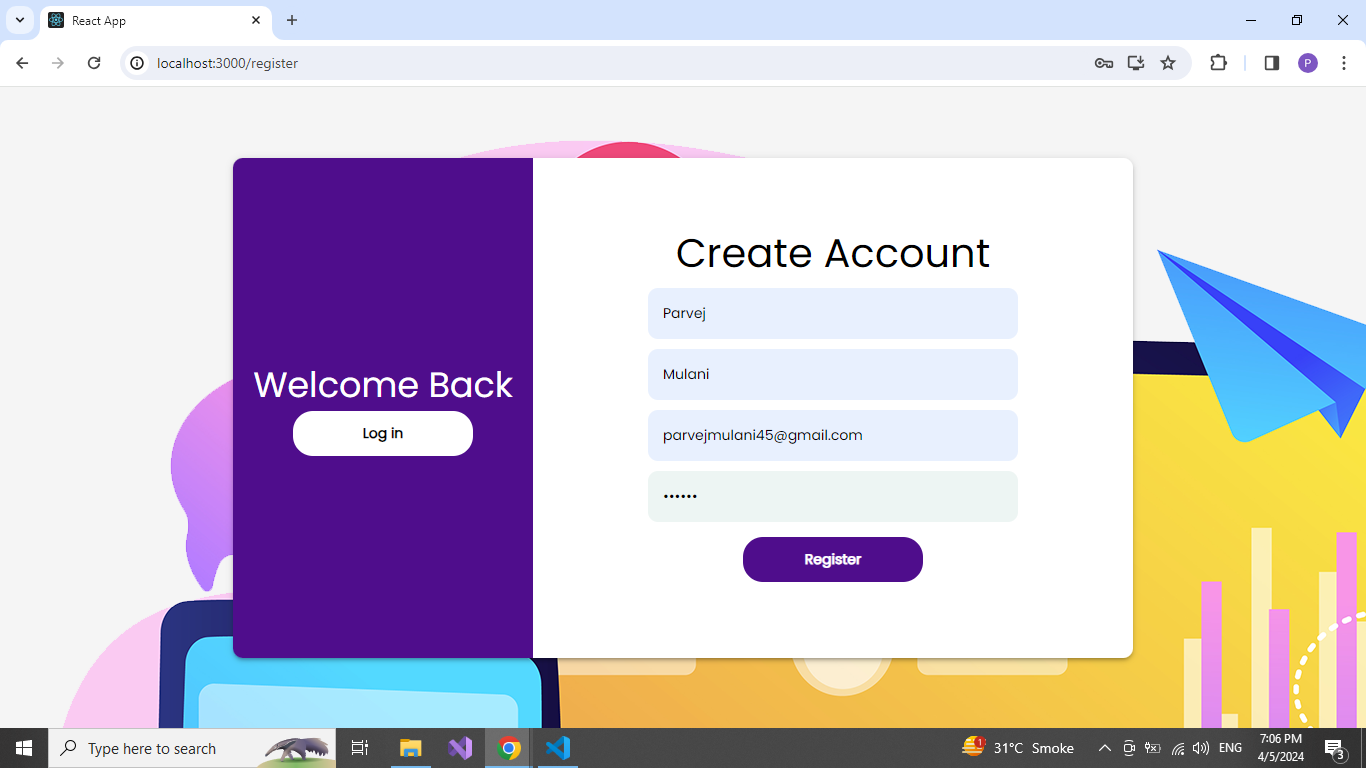 React App
localhost:3000/register
P
Welcome Back
Log in
Create Account
Parvej
Mulani
parvejmulani45@gmail.com
••••••
Register
Type here to search
1
31°C Smoke
ENG
7:06 PM
4/5/2024
3